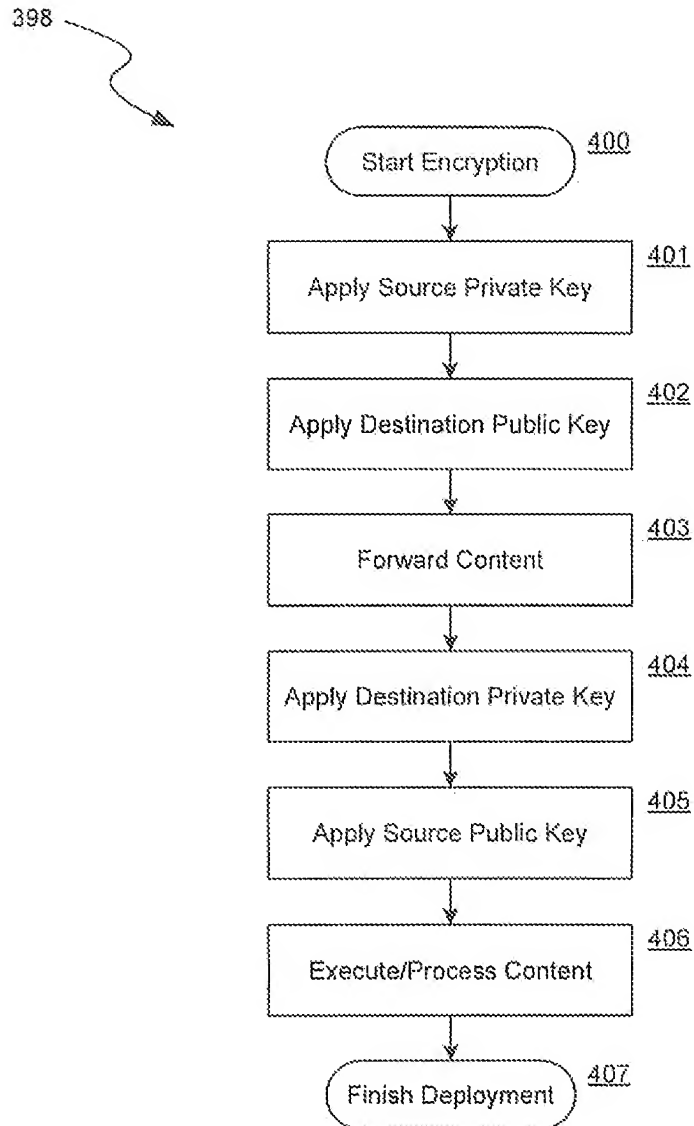 398
400
Start Encryption
401
Apply Source Private Key
402
Apply Destination Public Key
403
Forward Content
404
Apply Destination Private Key
405
Apply Source Public Key
406
Execute/Process Content
407
Finish Deployment